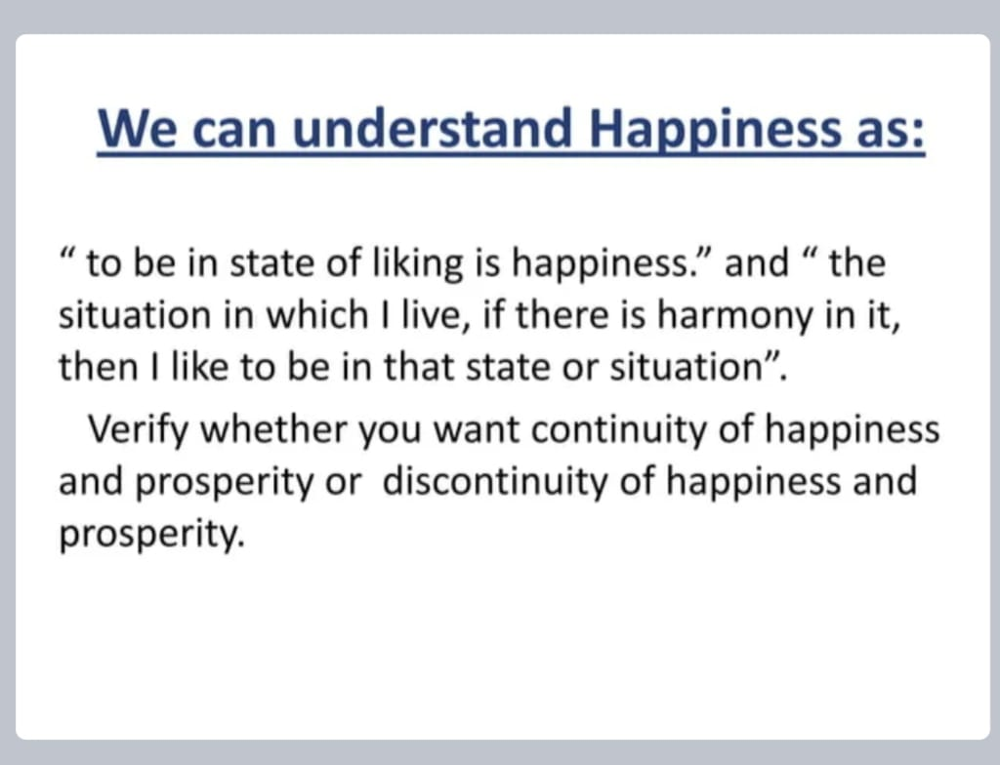 We can understand Happiness as:
“ to be in state of liking is happiness.” and “ the
situation in which I live, if there is harmony in it,
then I like to be in that state or situation”.
Verify whether you want continuity of happiness
and prosperity or  discontinuity of happiness and
prosperity.